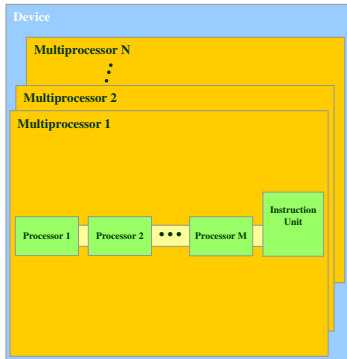 Device
Multiprocessor N
Multiprocessor 2
Multiprocessor 1
Processor 1
Processor 2
• • •
Processor M
Instruction
Unit